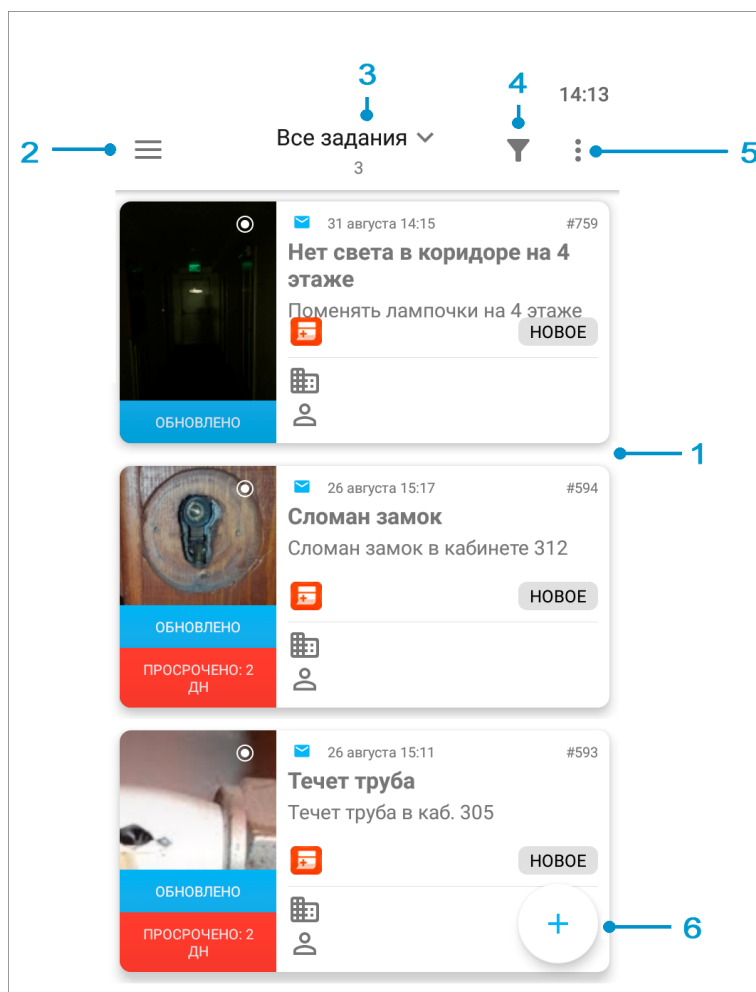 3
4
14:13
2
Все задания
5
3
31 августа 14:15
#759
Нет света в коридоре на 4
этаже
Поменять лампочки на 4 этаже
НОВОЕ
ОБНОВЛЕНО
1
26 августа 15:17
#594
Сломан замок
Сломан замок в кабинете 312
НОВОЕ
ОБНОВЛЕНО
ПРОСРОЧЕНО: 2
ДН
26 августа 15:11
#593
Течет труба
Течет труба в каб. 305
НОВОЕ
ОБНОВЛЕНО
ПРОСРОЧЕНО: 2
ДН
+
6